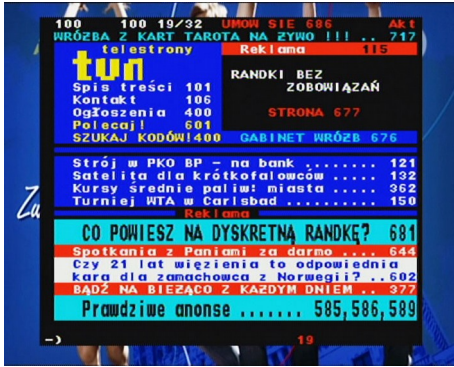 100 100 19/32 UMOW SIE 686 Akt
WRÓŻBA Z KART TAROTA NA ŻYWO !!! .. 717
telestrony
tvn
Reklama 1/5
RANDKI BEZ
ZOBOWIĄZAŃ
Spis treści 101
Kontakt 106
Ogłoszenia 400
STRONA 677
Polecaj! 601
SZUKAJ KODÓW!400
GABINET WRÓŻB 676
Strój w PKO BP - na bank ........ 121
Satelita dla krótkofalowców ..... 132
Kursy średnie paliw: miasta ..... 362
Turniej WTA w Carlsbad .......... 150
Reklama
CO POWIESZ NA DYSKRETNĄ RANDKĘ? 681
Spotkania z Paniami za darmo .... 644
Czy 21 lat więzienia to odpowiednia
kara dla zamachowca z Norwegii? ..602
BĄDŹ NA BIEŻĄCO Z KAŻDYM DNIEM .. 377
Prawdziwe anonse ....... 585,586,589
—) 19